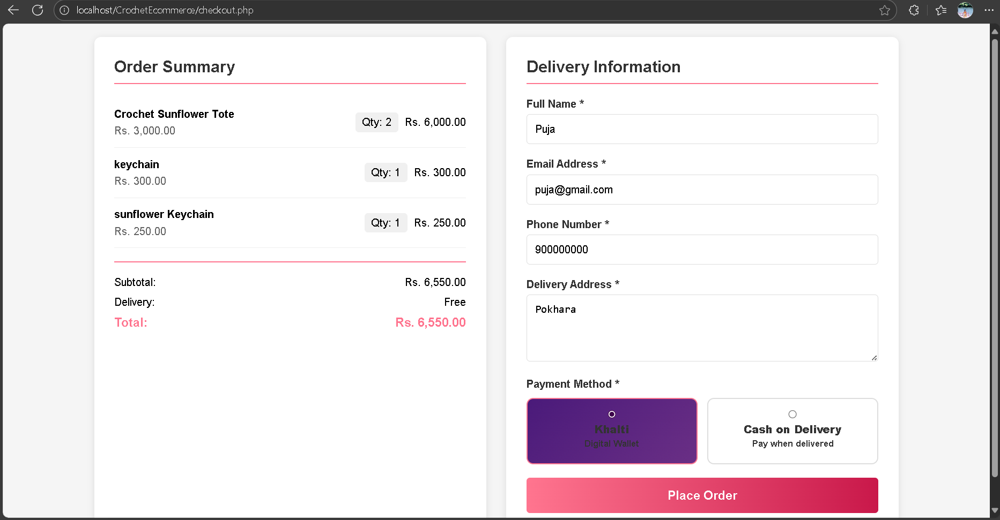 localhost/CrochetEcommerce/checkout.php
Order Summary
Crochet Sunflower Tote
Rs. 3,000.00
Qty: 2
Rs. 6,000.00
keychain
Rs. 300.00
Qty: 1
Rs. 300.00
sunflower Keychain
Rs. 250.00
Qty: 1
Rs. 250.00
Subtotal:
Rs. 6,550.00
Delivery:
Free
Total:
Rs. 6,550.00
Delivery Information
Full Name *
Puja
Email Address *
puja@gmail.com
Phone Number *
900000000
Delivery Address *
Pokhara
Payment Method *
Khalti
Digital Wallet
Cash on Delivery
Pay when delivered
Place Order